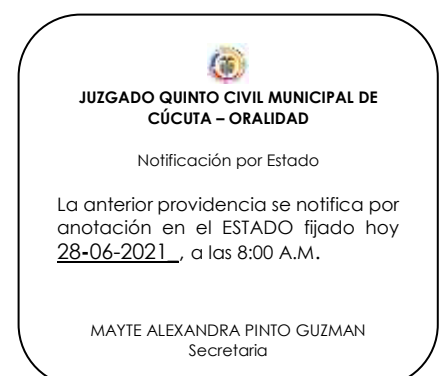 JUZGADO QUINTO CIVIL MUNICIPAL DE
CÚCUTA – ORALIDAD
Notificación por Estado
La anterior providencia se notifica por
anotación en el ESTADO fijado hoy
28-06-2021_, a las 8:00 A.M.
MAYTE ALEXANDRA PINTO GUZMAN
Secretaria